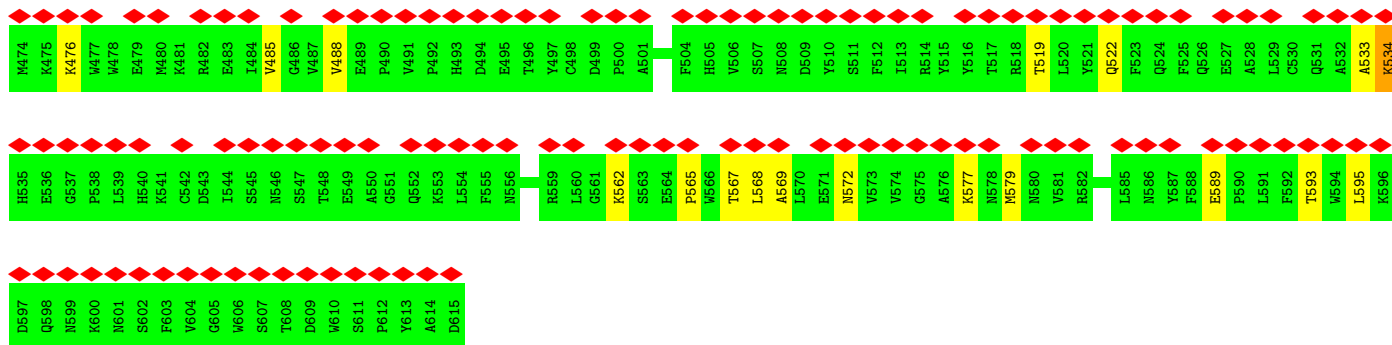 M474 K475 K476 W477 W478 E479 M480 K481 R482 E483 I484 V485 G486 V487 V488 E489 P490 V491 P492 H493 D494 E495 T496 Y497 C498 D499 P500 A501 F504 H505 V506 S507 N508 D509 Y510 S511 F512 I513 R514 Y515 Y516 T517 R518 T519 L520 Y521 Q522 F523 Q524 F525 Q526 E527 A528 L529 C530 Q531 A532 A533 K534
H535 E536 G537 P538 L539 H540 K541 C542 D543 I544 S545 N546 S547 T548 E549 A550 G551 Q552 K553 L554 F555 N556 R559 L560 G561 K562 S563 E564 P565 W566 T567 L568 A569 L570 E571 N572 V573 V574 G575 A576 K577 N578 M579 N580 V581 R582 L585 N586 Y587 F588 E589 P590 L591 F592 T593 W594 L595 K596
D597 Q598 N599 K600 N601 S602 F603 V604 G605 W606 S607 T608 D609 W610 S611 P612 Y613 A614 D615